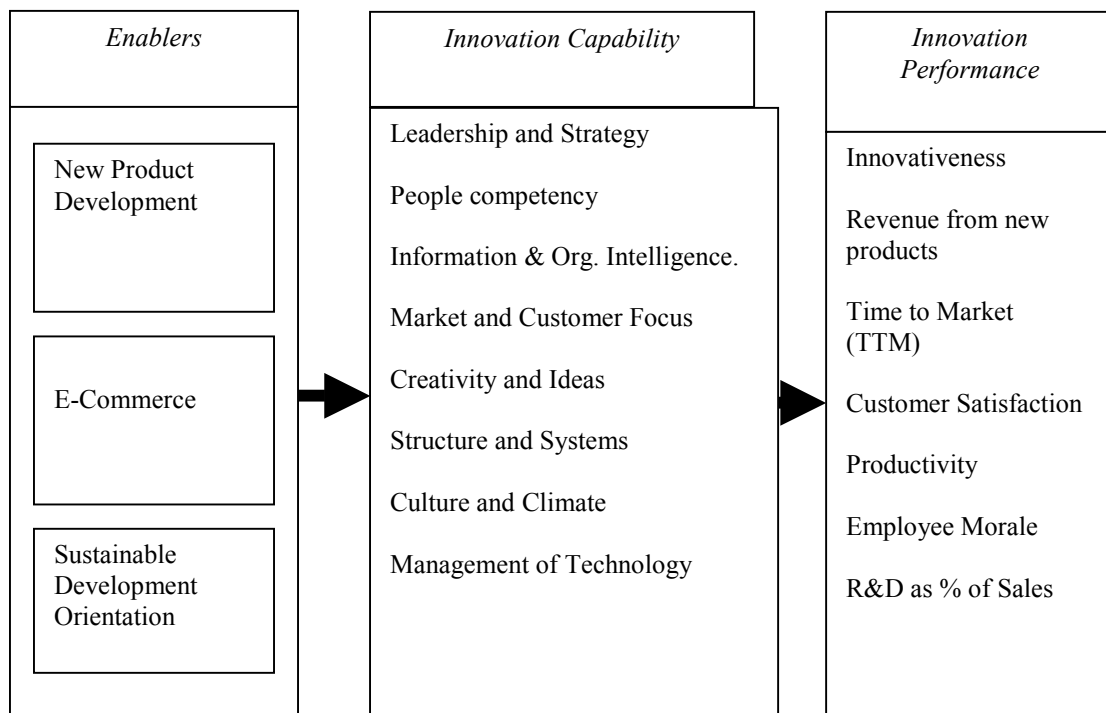 Enablers
New Product
Development
E-Commerce
Sustainable
Development
Orientation
Innovation Capability
Leadership and Strategy
People competency
Information & Org. Intelligence.
Market and Customer Focus
Creativity and Ideas
Structure and Systems
Culture and Climate
Management of Technology
Innovation
Performance
Innovativeness
Revenue from new
products
Time to Market
(TTM)
Customer Satisfaction
Productivity
Employee Morale
R&D as % of Sales